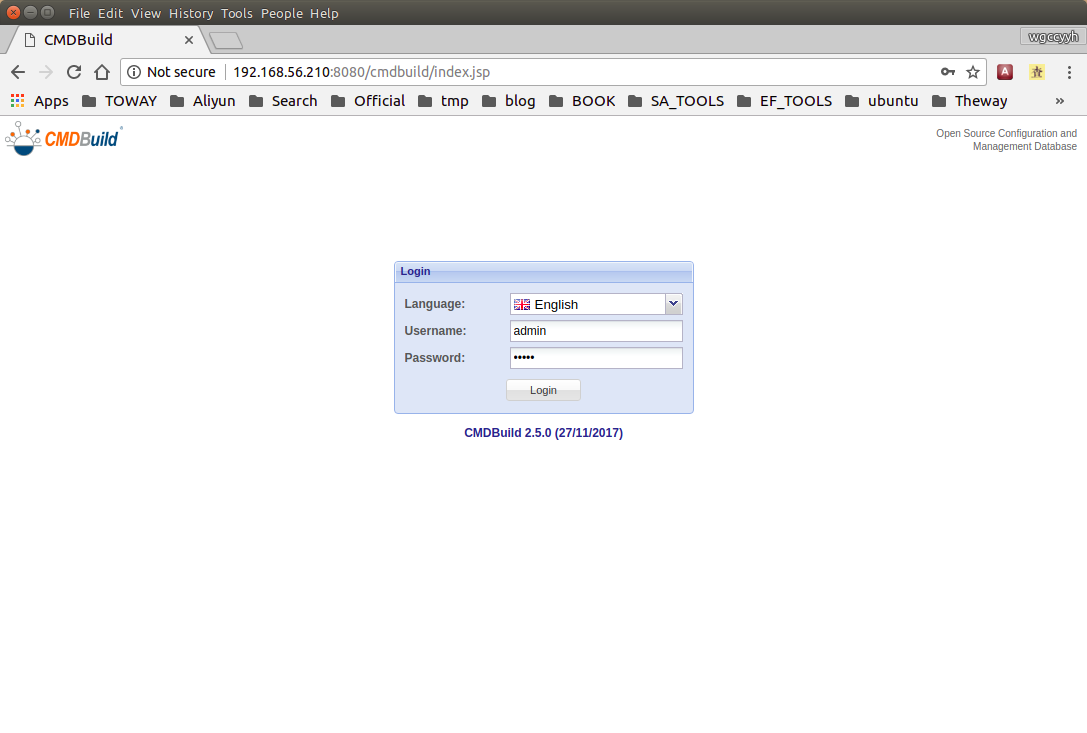 File Edit View History Tools People Help
CMDBuild
wgccyyh
Not secure 192.168.56.210:8080/cmdbuild/index.jsp
A
Apps TOWAY Aliyun Search Official tmp blog BOOK SA_TOOLS EF_TOOLS ubuntu Theway »
CMDBuild
Open Source Configuration and
Management Database
Login
Language: English
Username: admin
Password: •••••
Login
CMDBuild 2.5.0 (27/11/2017)